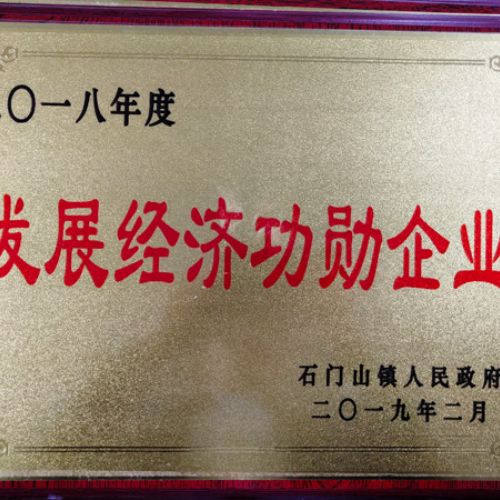 二〇一八年度
发展经济功勋企业
石门山镇人民政府
二〇一九年二月